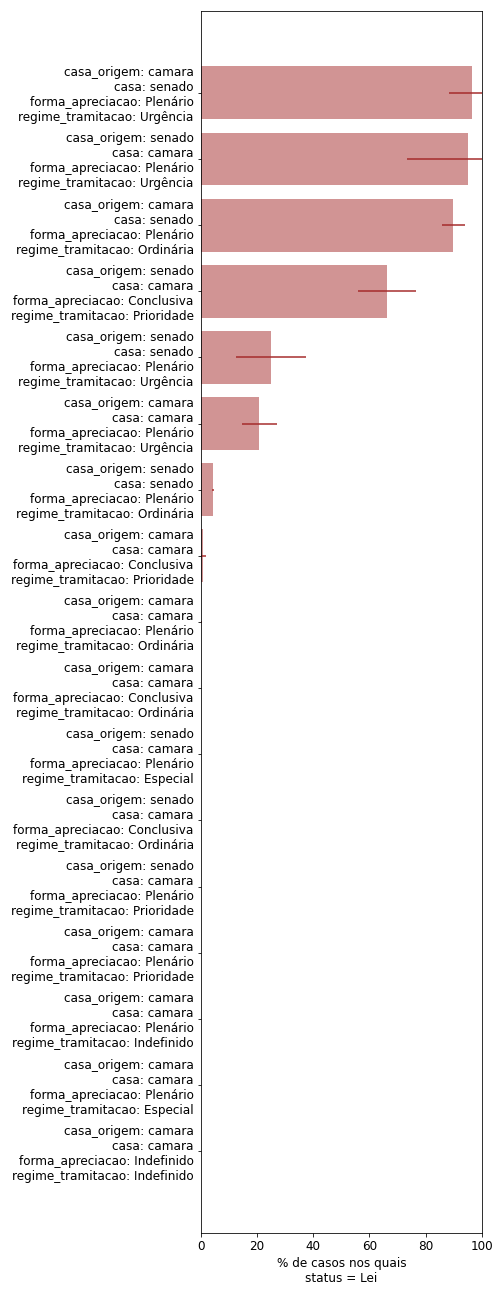 casa_origem: camara
casa: senado
forma_apreciacao: Plenário
regime_tramitacao: Urgência
casa_origem: senado
casa: camara
forma_apreciacao: Plenário
regime_tramitacao: Urgência
casa_origem: camara
casa: senado
forma_apreciacao: Plenário
regime_tramitacao: Ordinária
casa_origem: senado
casa: camara
forma_apreciacao: Conclusiva
regime_tramitacao: Prioridade
casa_origem: senado
casa: senado
forma_apreciacao: Plenário
regime_tramitacao: Urgência
casa_origem: camara
casa: camara
forma_apreciacao: Plenário
regime_tramitacao: Urgência
casa_origem: senado
casa: senado
forma_apreciacao: Plenário
regime_tramitacao: Ordinária
casa_origem: camara
casa: camara
forma_apreciacao: Conclusiva
regime_tramitacao: Prioridade
casa_origem: camara
casa: camara
forma_apreciacao: Plenário
regime_tramitacao: Ordinária
casa_origem: camara
casa: camara
forma_apreciacao: Conclusiva
regime_tramitacao: Ordinária
casa_origem: senado
casa: camara
forma_apreciacao: Plenário
regime_tramitacao: Especial
casa_origem: senado
casa: camara
forma_apreciacao: Conclusiva
regime_tramitacao: Ordinária
casa_origem: senado
casa: camara
forma_apreciacao: Plenário
regime_tramitacao: Prioridade
casa_origem: camara
casa: camara
forma_apreciacao: Plenário
regime_tramitacao: Prioridade
casa_origem: camara
casa: camara
forma_apreciacao: Plenário
regime_tramitacao: Indefinido
casa_origem: camara
casa: camara
forma_apreciacao: Plenário
regime_tramitacao: Especial
casa_origem: camara
casa: camara
forma_apreciacao: Indefinido
regime_tramitacao: Indefinido
0 20 40 60 80 100
% de casos nos quais
status = Lei